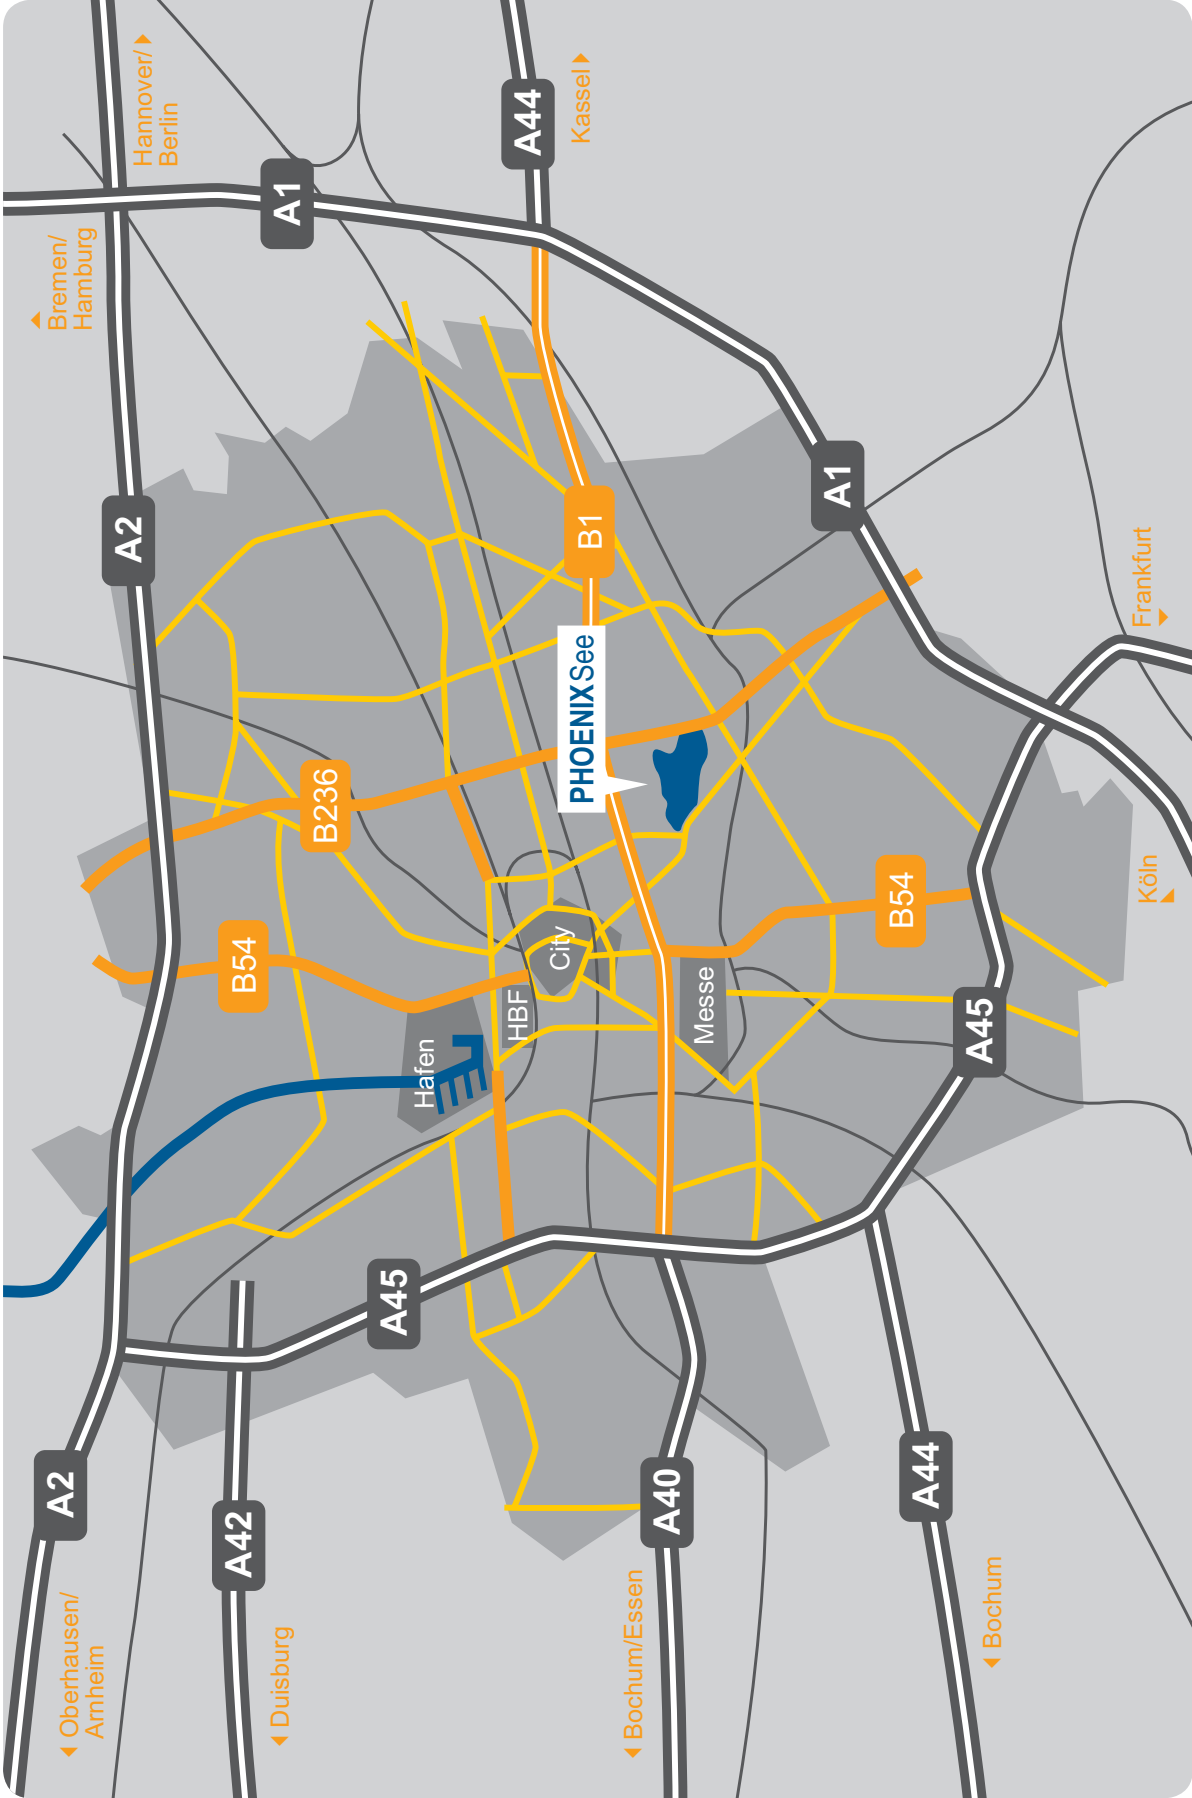 Bremen/
Hamburg
Oberhausen/
Arnheim
A2
A2
Hannover/
Berlin
A42
Duisburg
B54
A1
B236
A45
Hafen
HBF
City
A44
Kassel
PHOENIXSee
B1
Bochum/Essen
A40
Messe
A1
B54
A44
A45
Bochum
Köln
Frankfurt